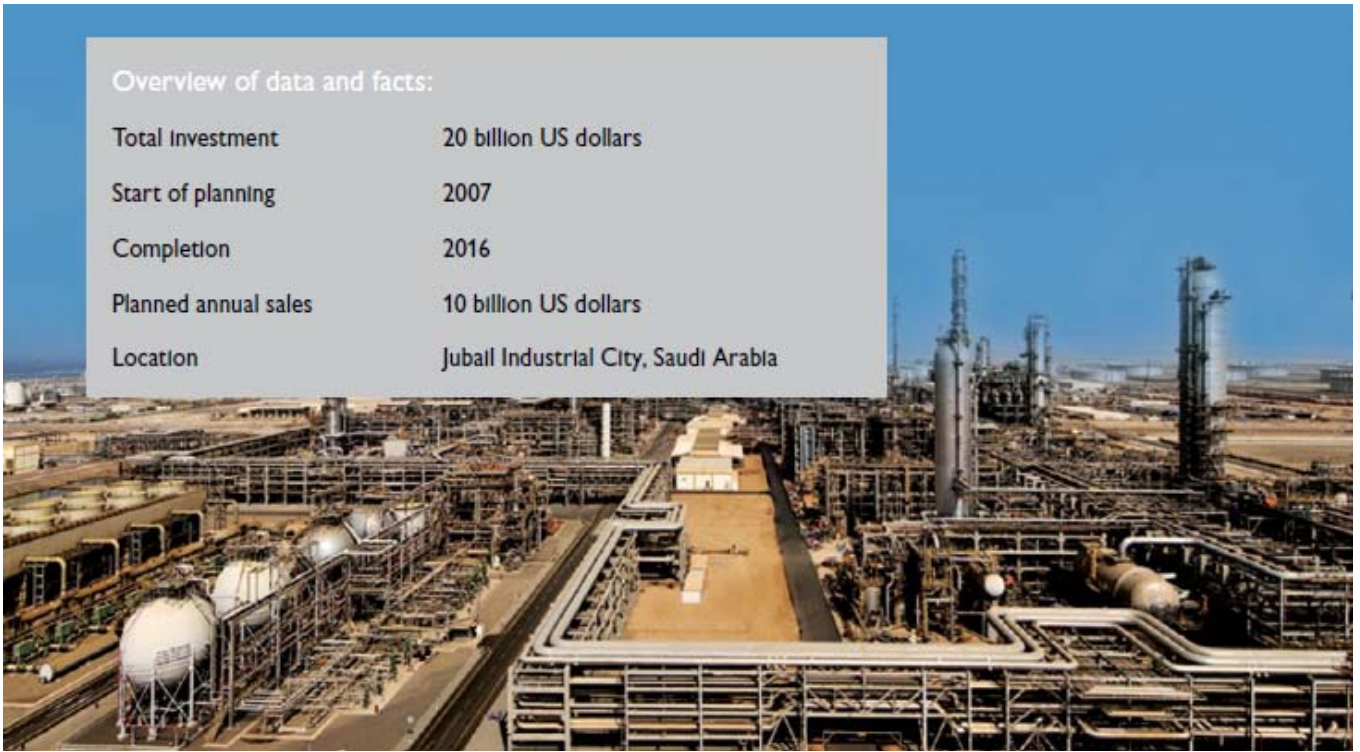 Overview of data and facts:
Total investment 20 billion US dollars
Start of planning 2007
Completion 2016
Planned annual sales 10 billion US dollars
Location Jubail Industrial City, Saudi Arabia